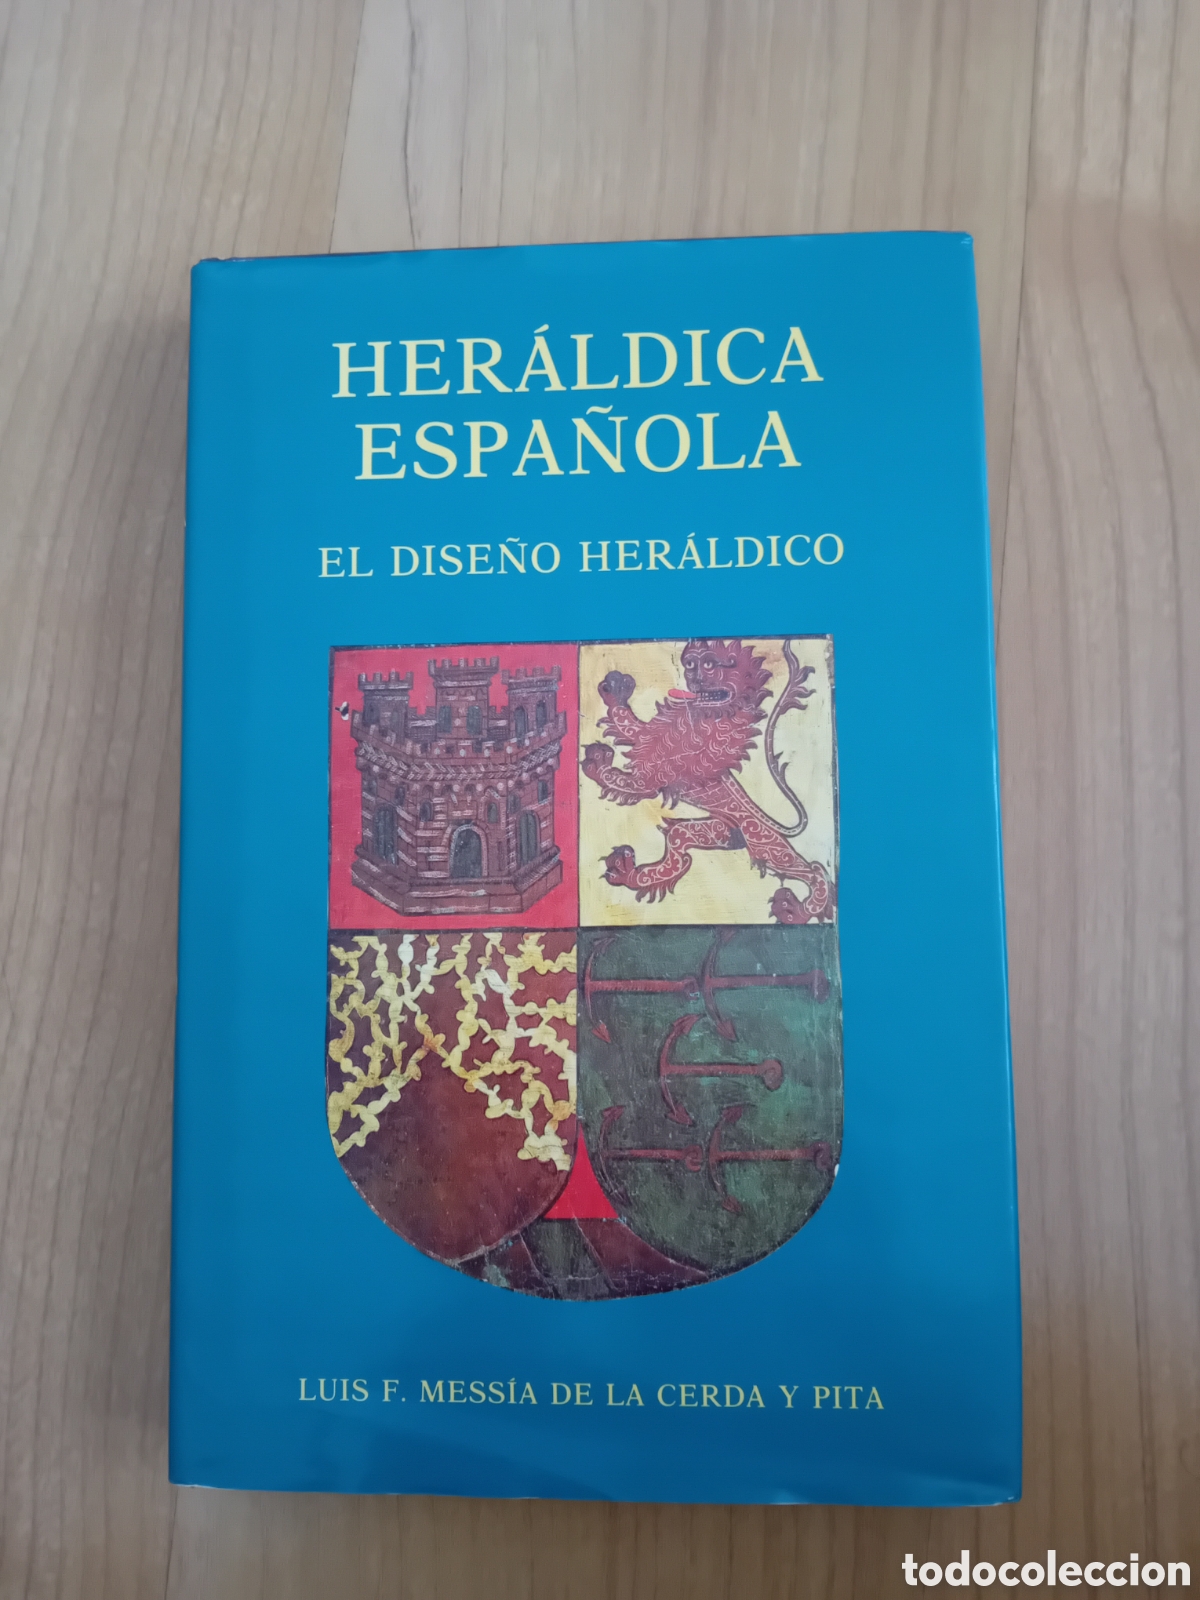 HERÁLDICA
ESPAÑOLA
EL DISEÑO HERÁLDICO
LUIS F. MESSÍA DE LA CERDA Y PITA
todocoleccion